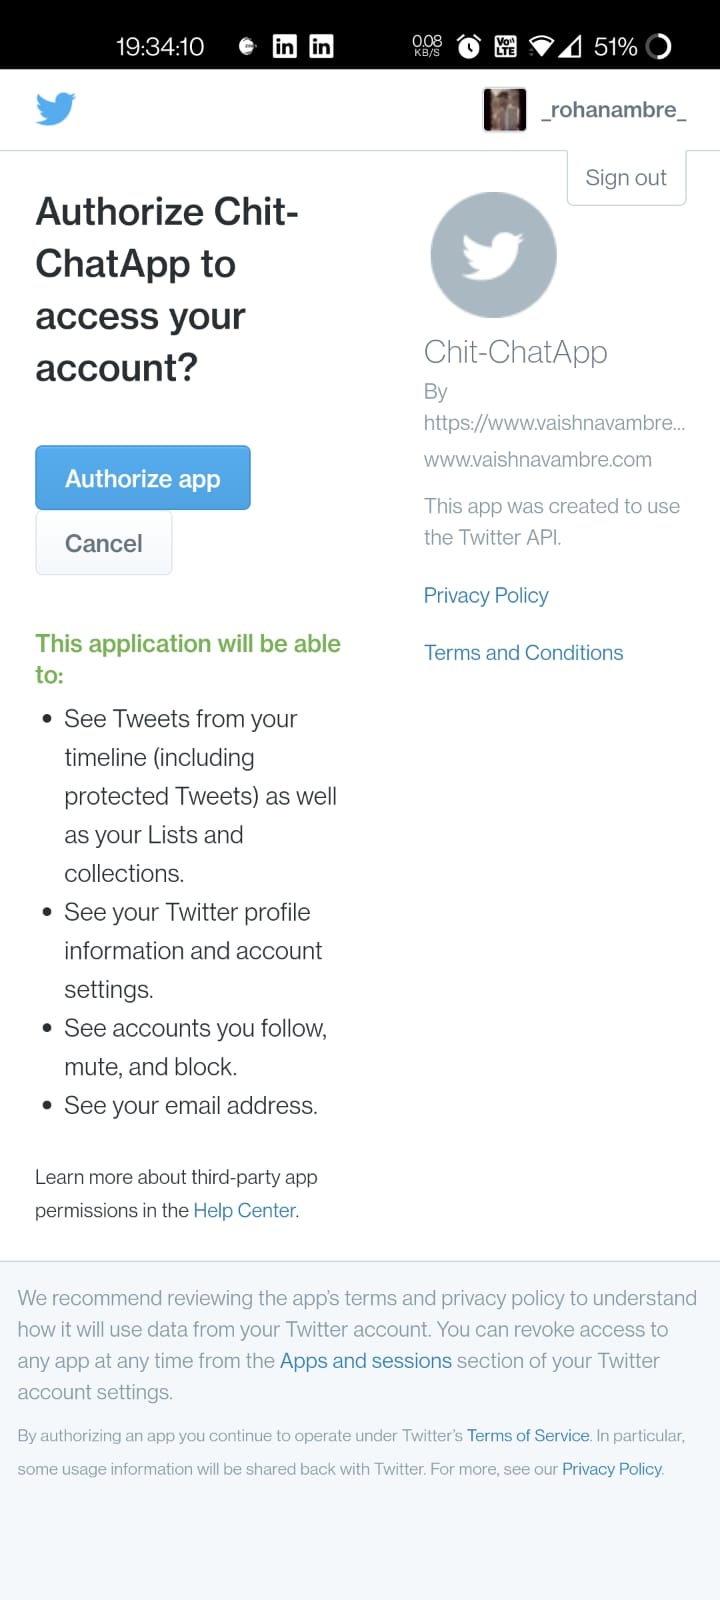 19:34:10 in in 0.08 KB/S VoD LTE 51%
_rohanambre_
Sign out
Authorize Chit-
ChatApp to
access your
account?
Authorize app
Cancel
This application will be able
to:
• See Tweets from your
timeline (including
protected Tweets) as well
as your Lists and
collections.
• See your Twitter profile
information and account
settings.
• See accounts you follow,
mute, and block.
• See your email address.
Learn more about third-party app
permissions in the Help Center.
Chit-ChatApp
By
https://www.vaishnavambre...
www.vaishnavambre.com
This app was created to use
the Twitter API.
Privacy Policy
Terms and Conditions
We recommend reviewing the app's terms and privacy policy to understand
how it will use data from your Twitter account. You can revoke access to
any app at any time from the Apps and sessions section of your Twitter
account settings.
By authorizing an app you continue to operate under Twitter's Terms of Service. In particular,
some usage information will be shared back with Twitter. For more, see our Privacy Policy.